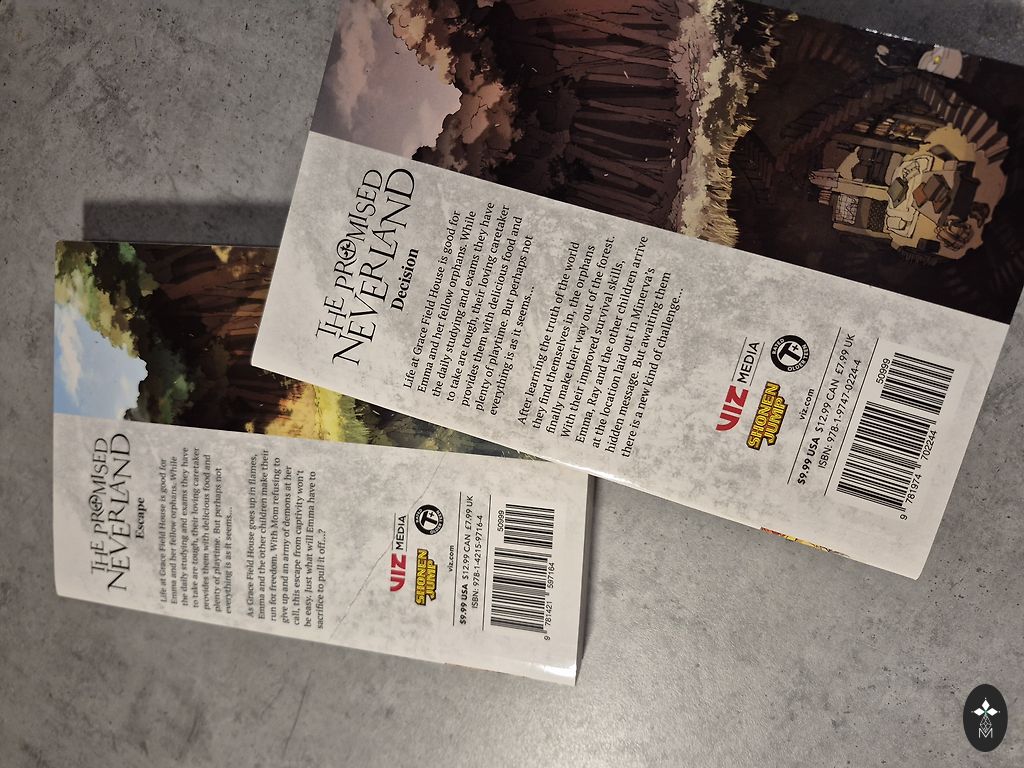 THE PROMISED
NEVERLAND
Escape
Life at Grace Field House is good for
Emma and her fellow orphans. While
the daily studying and exams they have
to take are tough, their loving caretaker
provides them with delicious food and
plenty of playtime. But perhaps not
everything is as it seems...
As Grace Field House goes up in flames,
Emma and the other children make their
run for freedom. With Mom refusing to
give up and an army of demons at her
call, this escape from captivity won't
be easy. Just what will Emma have to
sacrifice to pull it off...?
VIZ MEDIA
SHONEN
JUMP
T+
viz.com
$9.99 USA $12.99 CAN £7.99 UK
ISBN: 978-1-4215-9716-4
50999
9 781421 597164
THE PROMISED
NEVERLAND
Decision
Life at Grace Field House is good for
Emma and her fellow orphans. While
the daily studying and exams they have
to take are tough, their loving caretaker
provides them with delicious food and
plenty of playtime. But perhaps not
everything is as it seems...
After learning the truth of the world
they find themselves in, the orphans
finally make their way out of the forest.
With their improved survival skills,
Emma, Ray and the other children arrive
at the location laid out in Minerva's
hidden message. But awaiting them
there is a new kind of challenge...
VIZ MEDIA
SHONEN
JUMP
RATED
T+
OLDER TEEN
viz.com
$9.99 USA $12.99 CAN £7.99 UK
ISBN: 978-1-9747-0224-4
50999
9 781974 702244
M